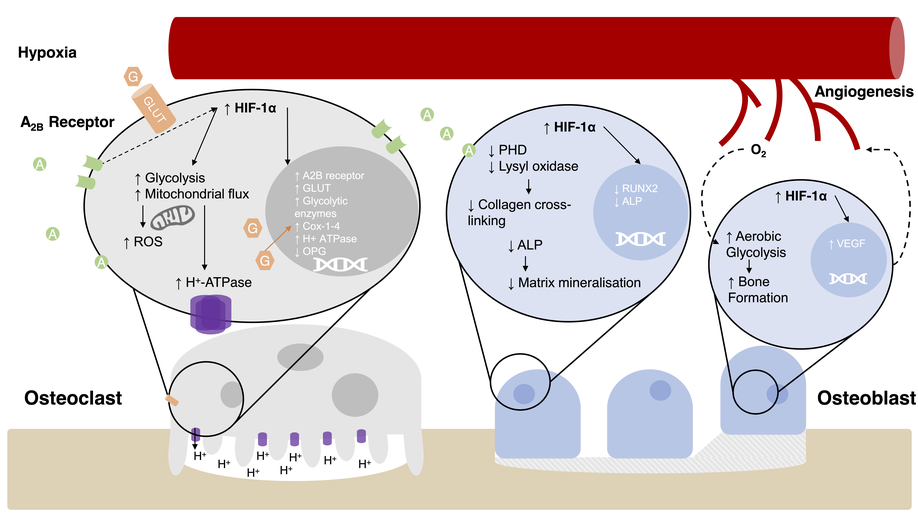 Hypoxia
A2B Receptor
G
GLUT
A
A
A
↑ HIF-1α
↑ Glycolysis
↑ Mitochondrial flux
↑ ROS
↑ H⁺-ATPase
↑ A2B receptor
↑ GLUT
↑ Glycolytic
enzymes
↑ Cox-1-4
↑ H+ ATPase
↓ OPG
G
G
A
A
A
↑ HIF-1α
↓ PHD
↓ Lysyl oxidase
↓ Collagen cross-
linking
↓ ALP
↓ Matrix mineralisation
↓ RUNX2
↓ ALP
Angiogenesis
O₂
↑ HIF-1α
↑ Aerobic
Glycolysis
↑ Bone
Formation
↑ VEGF
Osteoclast
Osteoblast
H⁺
H⁺
H⁺
H⁺
H⁺
H⁺
H⁺